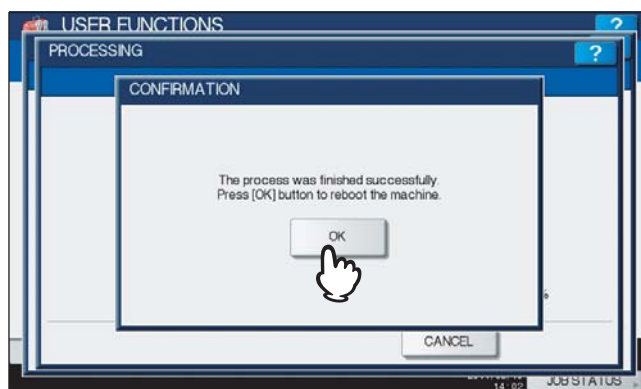 USER FUNCTIONS
?
PROCESSING
?
CONFIRMATION
The process was finished successfully.
Press [OK] button to reboot the machine.
OK
CANCEL
14:02
JOB STATUS